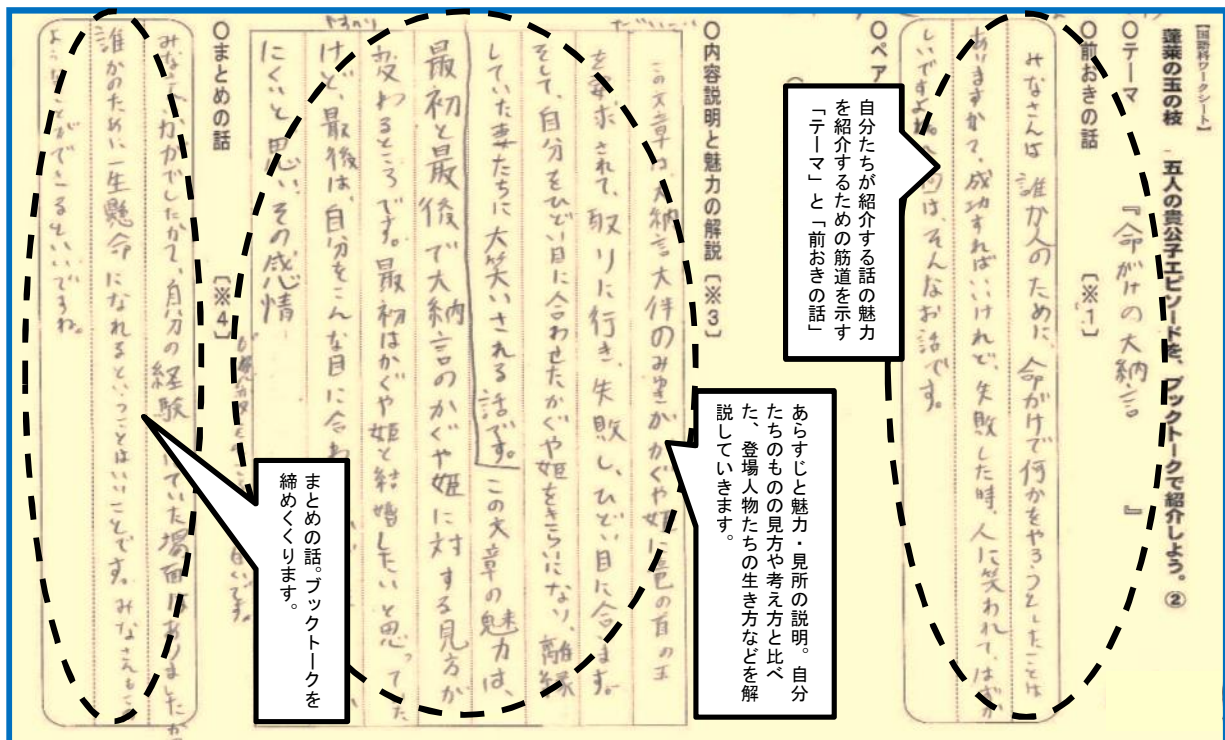 【国語科ワークシート】
蓬莱の玉の枝 五人の貴公子エピソードを、ブックトークで紹介しよう。②
○テーマ 『命がけの大納言 』
○前おきの話 〔※1〕
みなさんは誰か人のために、命がけで何かをやろうとしたことは
ありますか？成功すればいいけれど、失敗した時、人に笑われて、はずか
しいですよね。 は、そんなお話です。
自分たちが紹介する話の魅力
を紹介するための筋道を示す
「テーマ」と「前おきの話」
○ペア
○内容説明と魅力の解説〔※3〕
この文章は、大納言大伴のみゆきがかぐや姫に竜の首の玉
を要求されて、取りに行き、失敗し、ひどい目に合います。
そして、自分をひどい目に合わせたかぐや姫をきらいになり、離縁
していた妻たちに大笑いされる話です。この文章の魅力は、
最初と最後で大納言のかぐや姫に対する見方が
変わるところです。最初はかぐや姫と結婚したいと思ってた
けど、最後は、自分をこんな目に合わ
にくいと思い、その感情
あらすじと魅力・見所の説明。自分
たちのものの見方や考え方と比べ
た、登場人物たちの生き方などを解
説していきます。
○まとめの話 〔※4〕
みなさん、いかがでしたか？自分の経験 いていた場面はありましたか
誰かのために一生懸命になれるということはいいことです。みなさんもこ
ようなことができるといいですね。
まとめの話。ブックトークを
締めくくります。